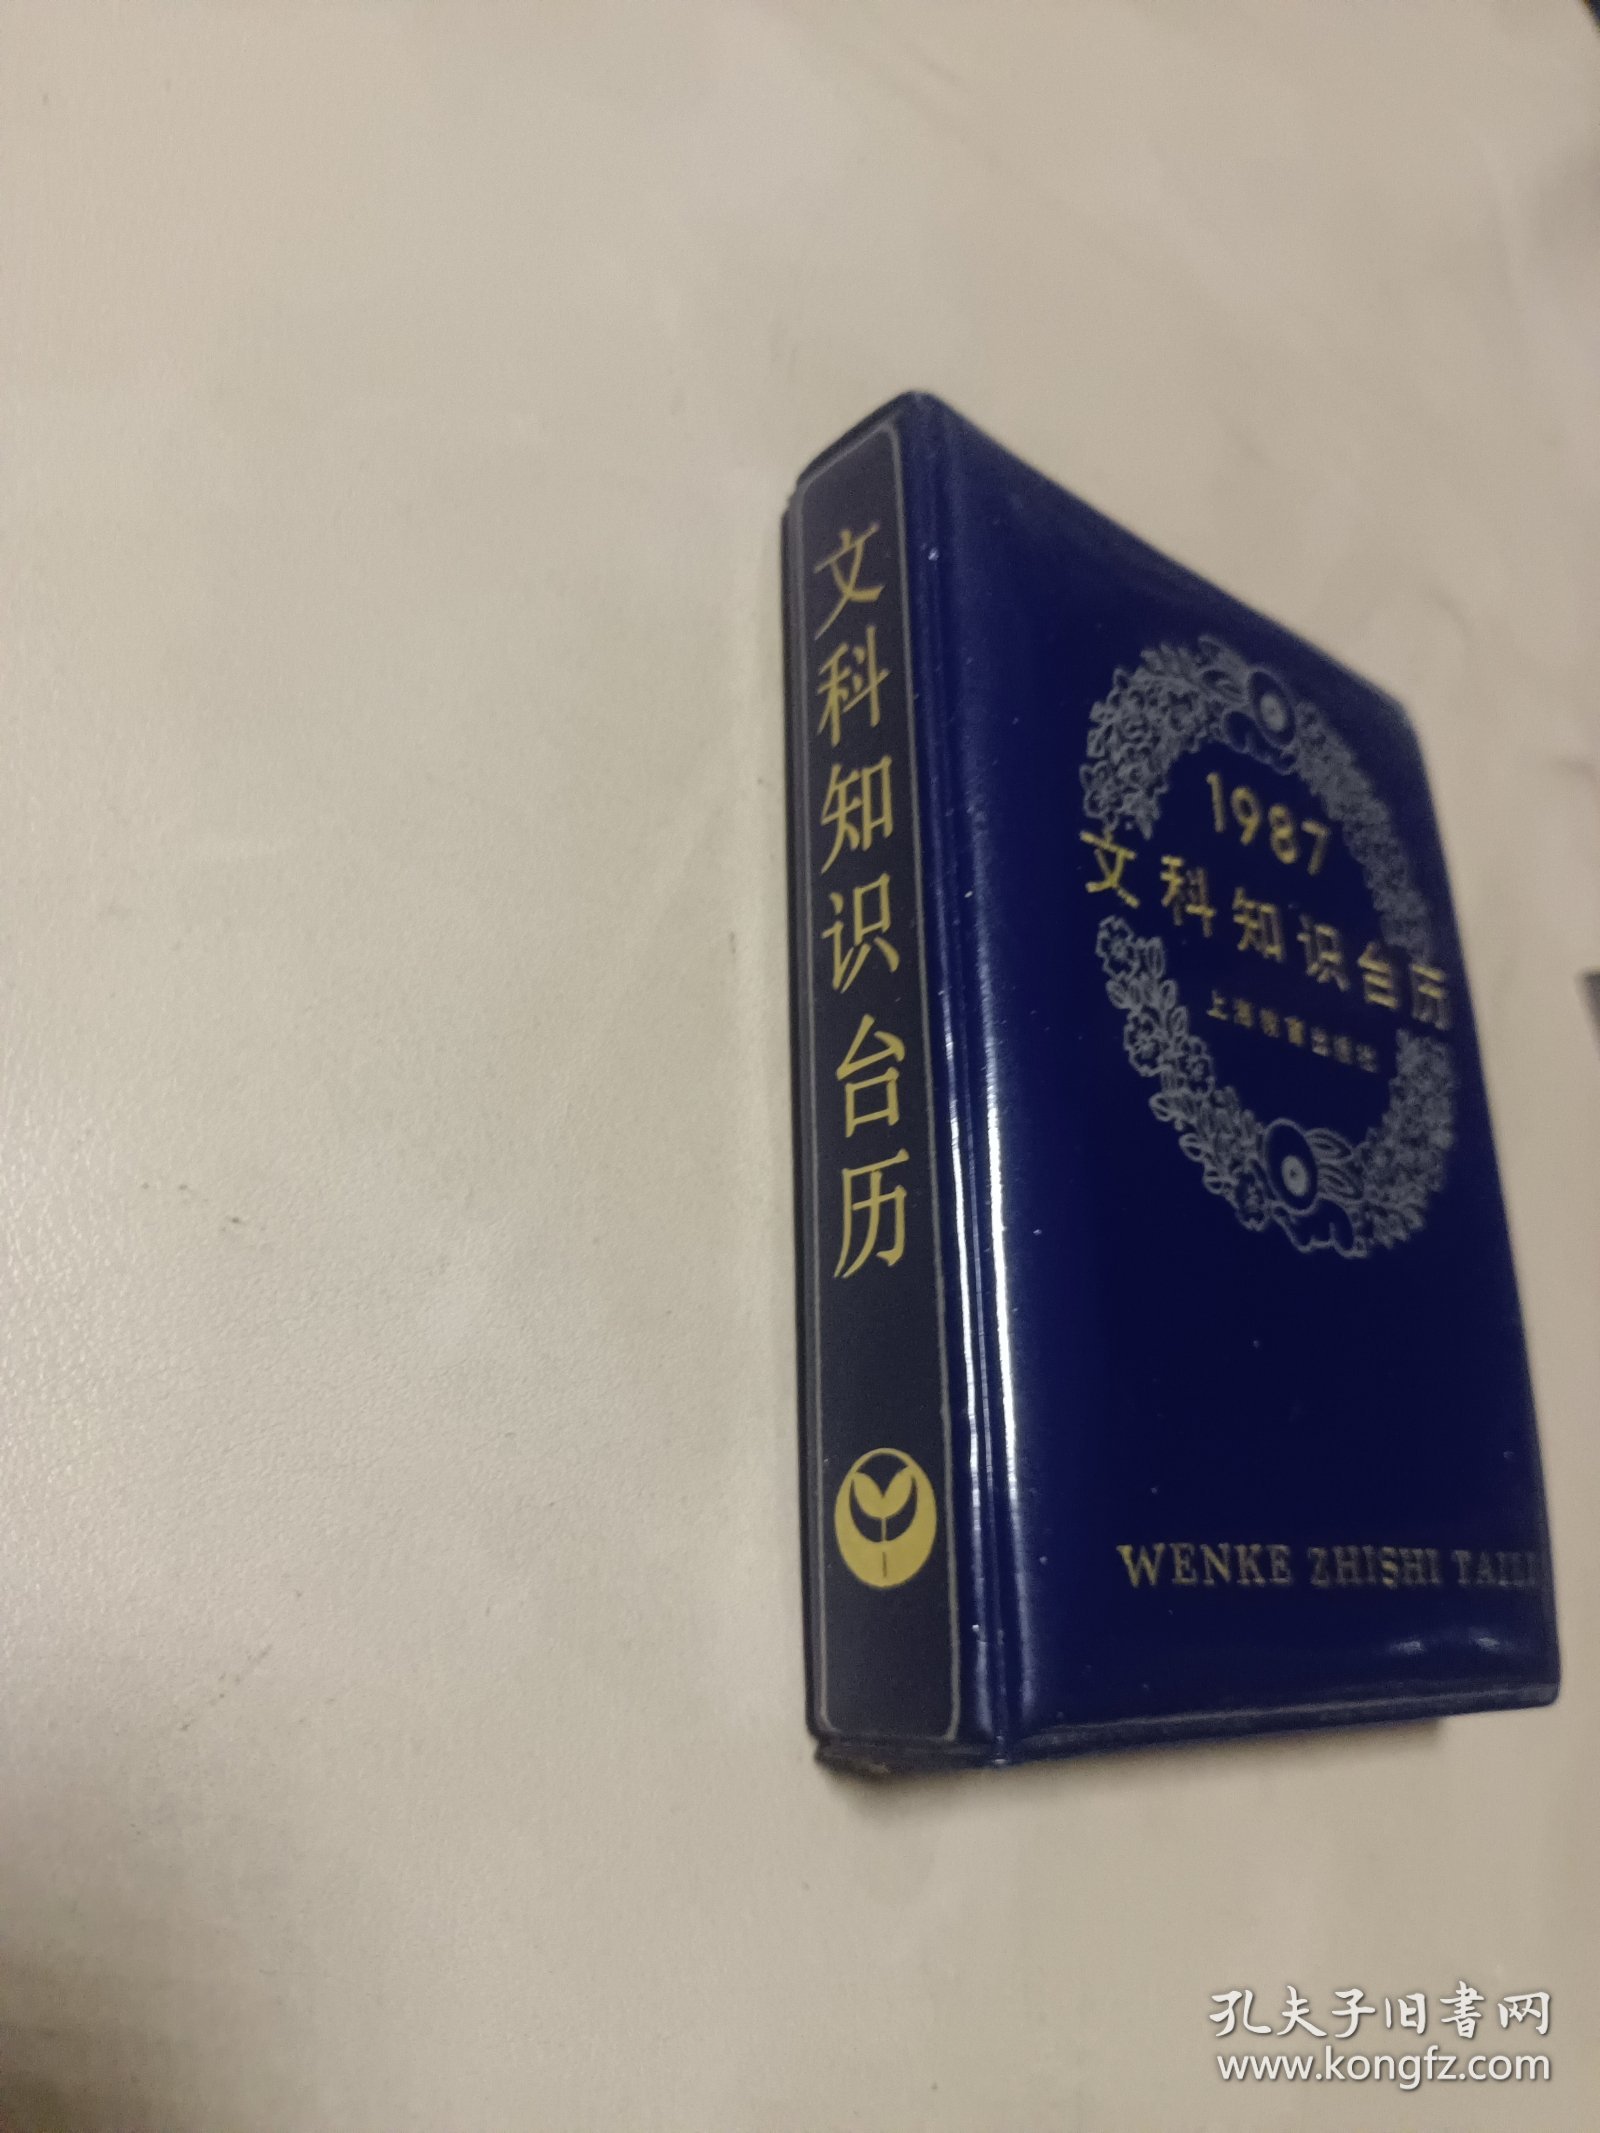 文科知识台历
1987
文科知识台历
上海教育出版社
WENKE ZHISHI TAILI
孔夫子旧书网
www.kongfz.com